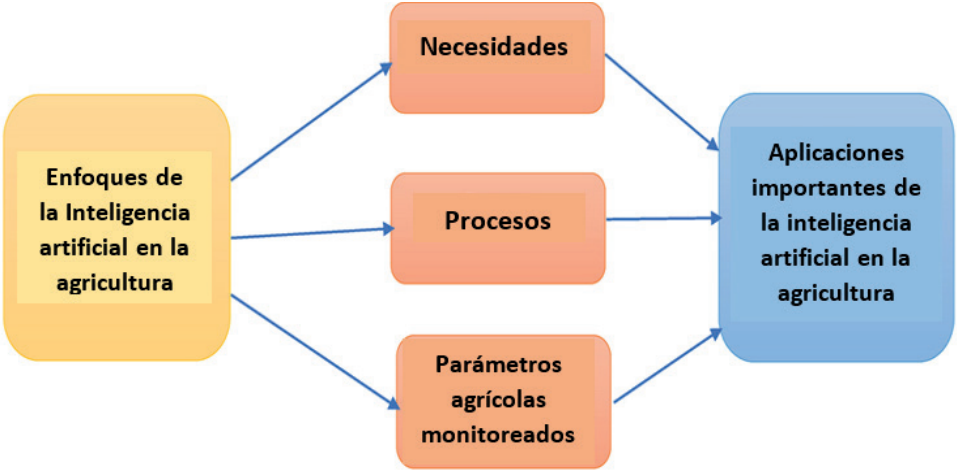 Enfoques de
la Inteligencia
artificial en la
agricultura
Necesidades
Procesos
Parámetros
agrícolas
monitoreados
Aplicaciones
importantes de
la inteligencia
artificial en la
agricultura